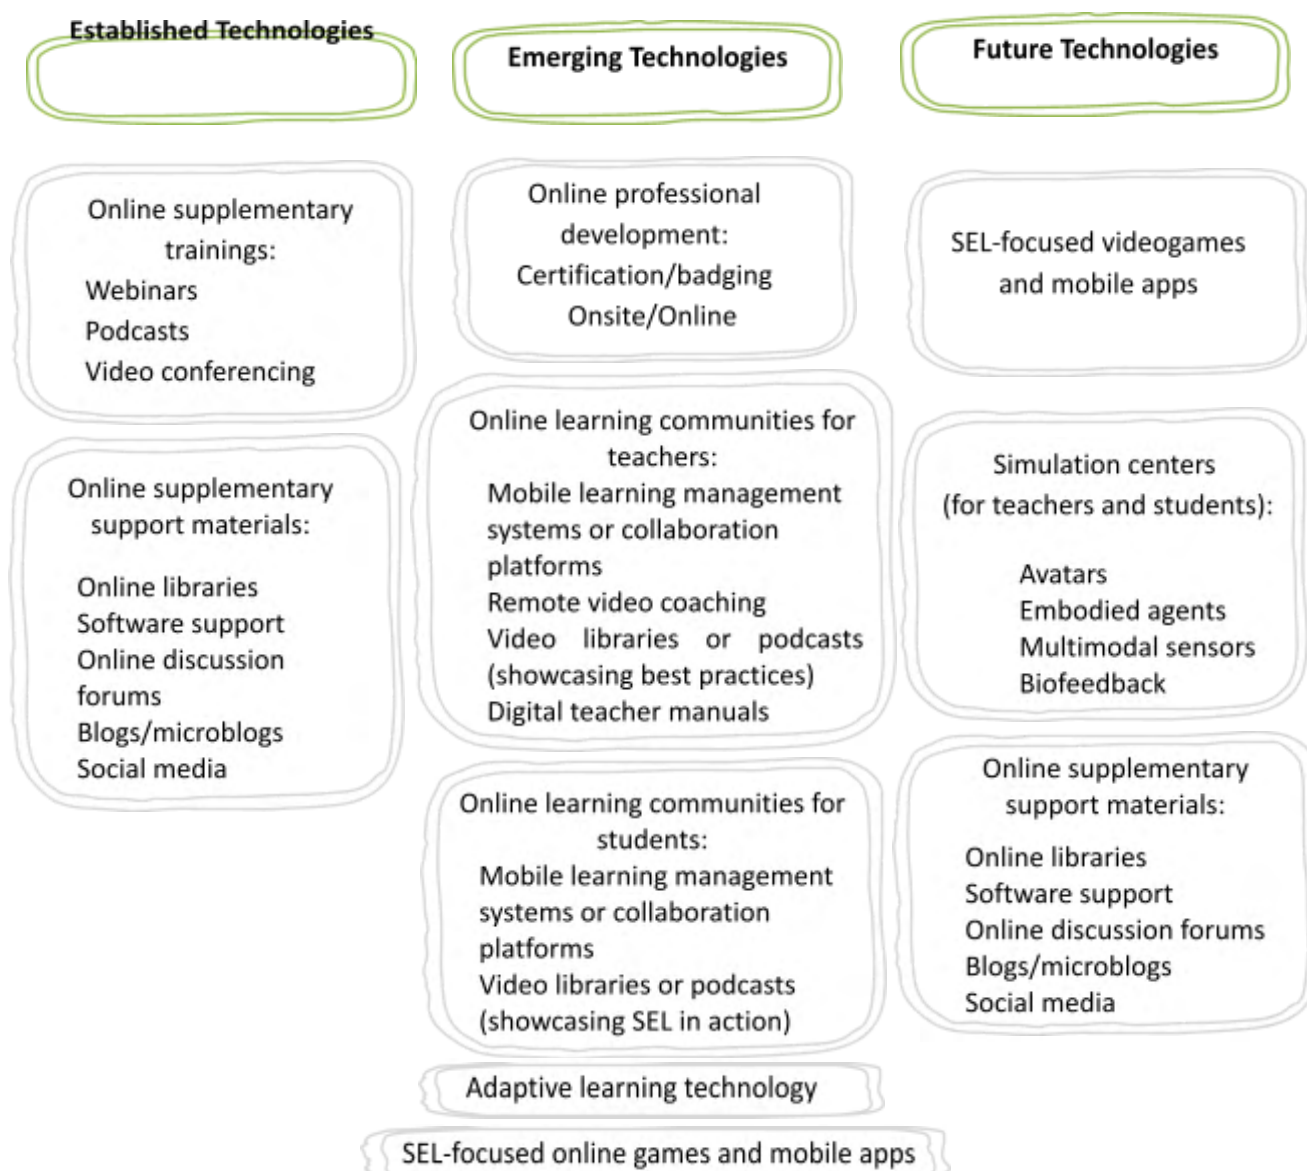 Established Technologies
Online supplementary
trainings:
Webinars
Podcasts
Video conferencing
Online supplementary
support materials:
Online libraries
Software support
Online discussion
forums
Blogs/microblogs
Social media
Emerging Technologies
Online professional
development:
Certification/badging
Onsite/Online
Online learning communities for
teachers:
Mobile learning management
systems or collaboration
platforms
Remote video coaching
Video libraries or podcasts
(showcasing best practices)
Digital teacher manuals
Online learning communities for
students:
Mobile learning management
systems or collaboration
platforms
Video libraries or podcasts
(showcasing SEL in action)
Adaptive learning technology
SEL-focused online games and mobile apps
Future Technologies
SEL-focused videogames
and mobile apps
Simulation centers
(for teachers and students):
Avatars
Embodied agents
Multimodal sensors
Biofeedback
Online supplementary
support materials:
Online libraries
Software support
Online discussion forums
Blogs/microblogs
Social media